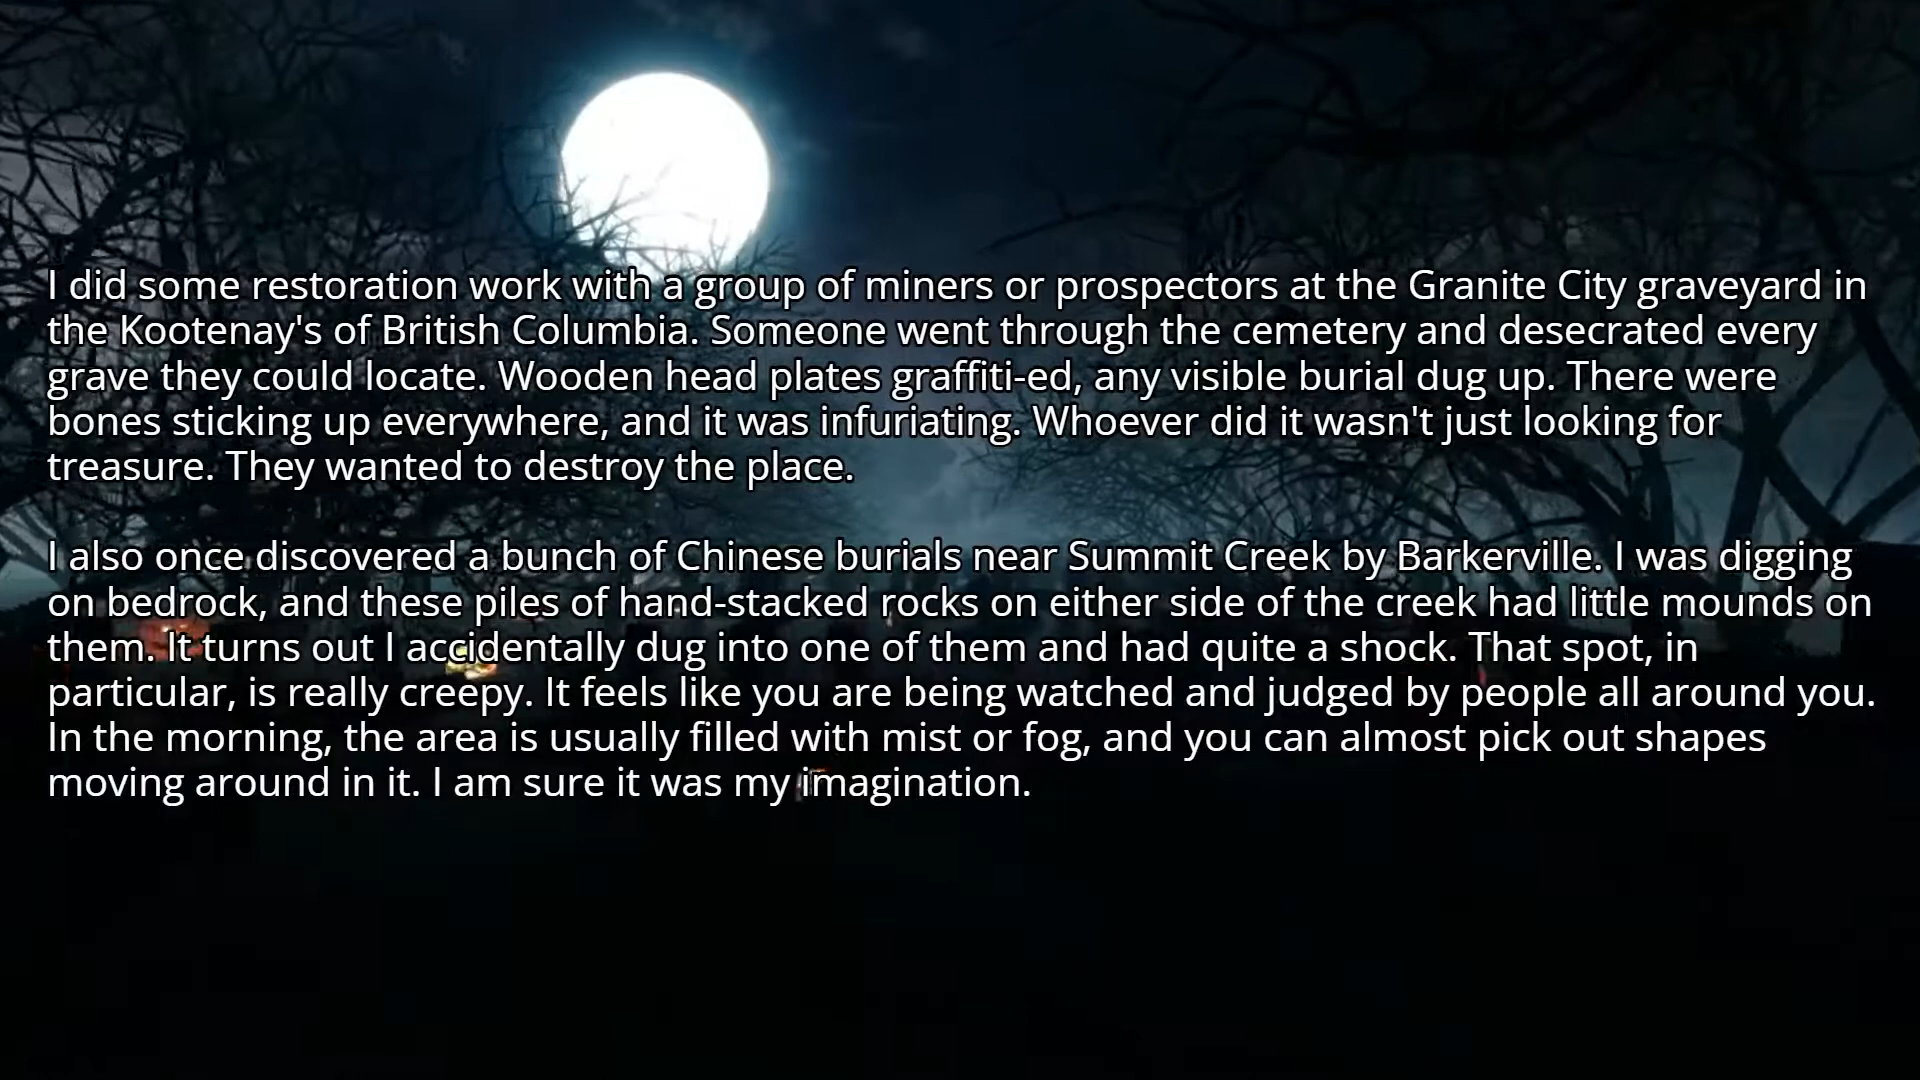 I did some restoration work with a group of miners or prospectors at the Granite City graveyard in
the Kootenay's of British Columbia. Someone went through the cemetery and desecrated every
grave they could locate. Wooden head plates graffiti-ed, any visible burial dug up. There were
bones sticking up everywhere, and it was infuriating. Whoever did it wasn't just looking for
treasure. They wanted to destroy the place.
I also once discovered a bunch of Chinese burials near Summit Creek by Barkerville. I was digging
on bedrock, and these piles of hand-stacked rocks on either side of the creek had little mounds on
them. It turns out I accidentally dug into one of them and had quite a shock. That spot, in
particular, is really creepy. It feels like you are being watched and judged by people all around you.
In the morning, the area is usually filled with mist or fog, and you can almost pick out shapes
moving around in it. I am sure it was my imagination.